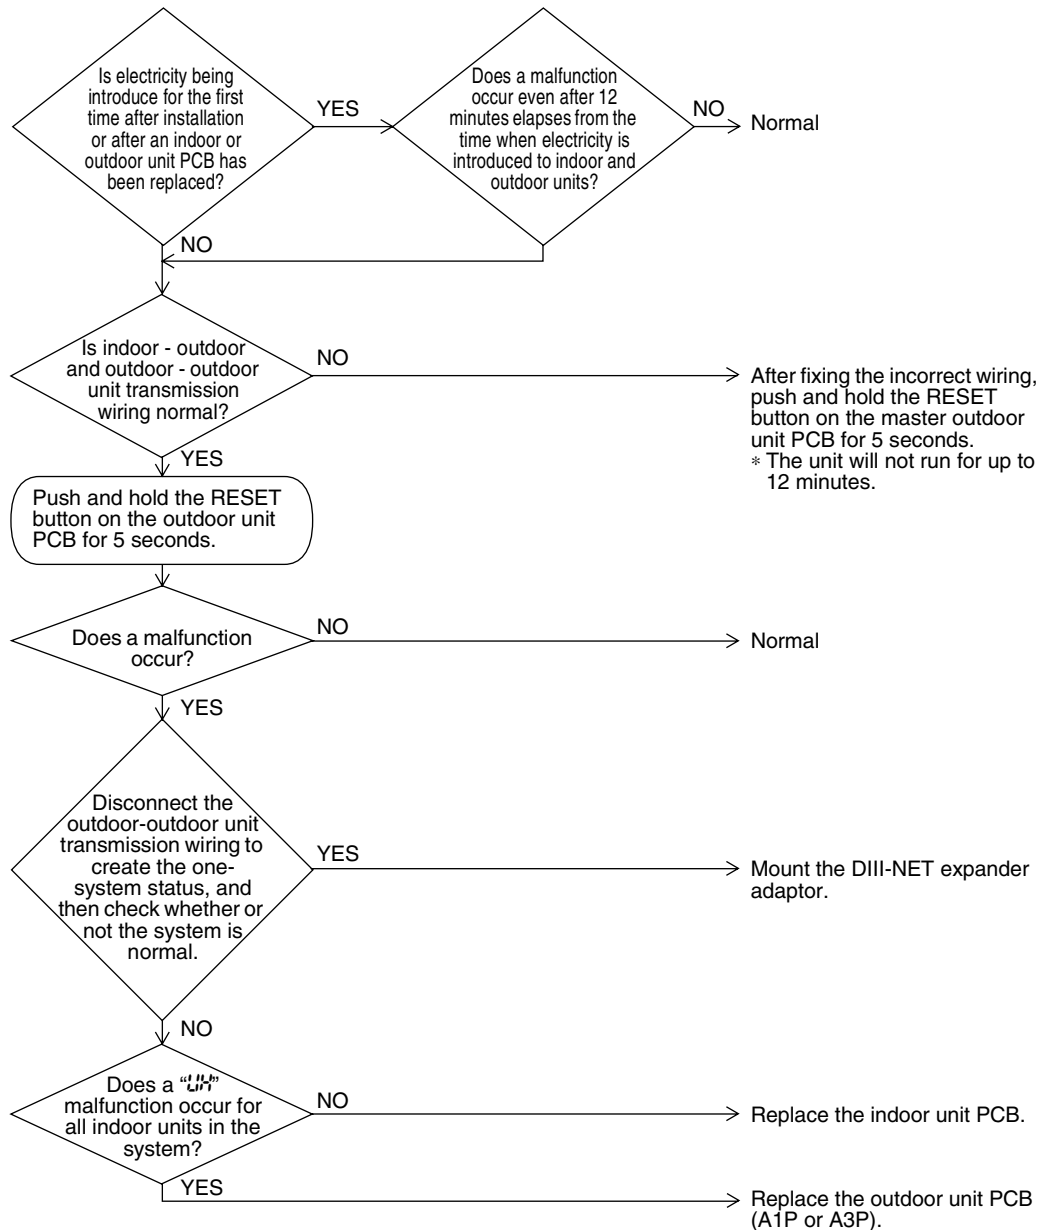 Is electricity being
introduce for the first
time after installation
or after an indoor or
outdoor unit PCB has
been replaced?
YES
Does a malfunction
occur even after 12
minutes elapses from the
time when electricity is
introduced to indoor and
outdoor units?
NO
Normal
NO
Is indoor - outdoor
and outdoor - outdoor
unit transmission
wiring normal?
NO
After fixing the incorrect wiring,
push and hold the RESET
button on the master outdoor
unit PCB for 5 seconds.
* The unit will not run for up to
12 minutes.
YES
Push and hold the RESET
button on the outdoor unit
PCB for 5 seconds.
Does a malfunction
occur?
NO
Normal
YES
Disconnect the
outdoor-outdoor unit
transmission wiring to
create the one-
system status, and
then check whether or
not the system is
normal.
YES
Mount the DIII-NET expander
adaptor.
NO
Does a “UH”
malfunction occur for
all indoor units in the
system?
NO
Replace the indoor unit PCB.
YES
Replace the outdoor unit PCB
(A1P or A3P).